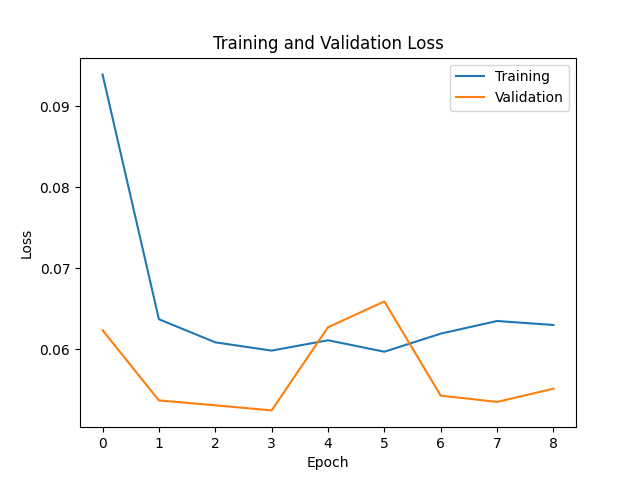 Training and Validation Loss
Training
Validation
0.09
0.08
0.07
0.06
Loss
0 1 2 3 4 5 6 7 8
Epoch